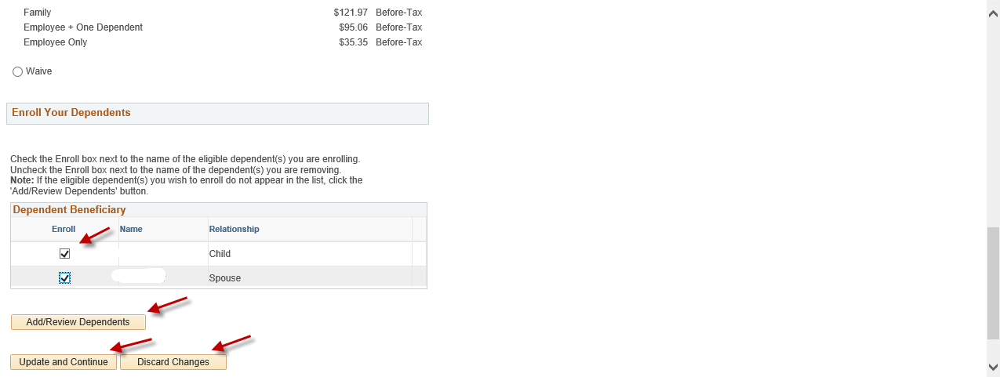 Family $121.97 Before-Tax
Employee + One Dependent $95.06 Before-Tax
Employee Only $35.35 Before-Tax
Waive
Enroll Your Dependents
Check the Enroll box next to the name of the eligible dependent(s) you are enrolling.
Uncheck the Enroll box next to the name of the dependent(s) you are removing.
Note: If the eligible dependent(s) you wish to enroll do not appear in the list, click the
'Add/Review Dependents' button.
Dependent Beneficiary
Enroll Name Relationship
Child
Spouse
Add/Review Dependents
Update and Continue Discard Changes